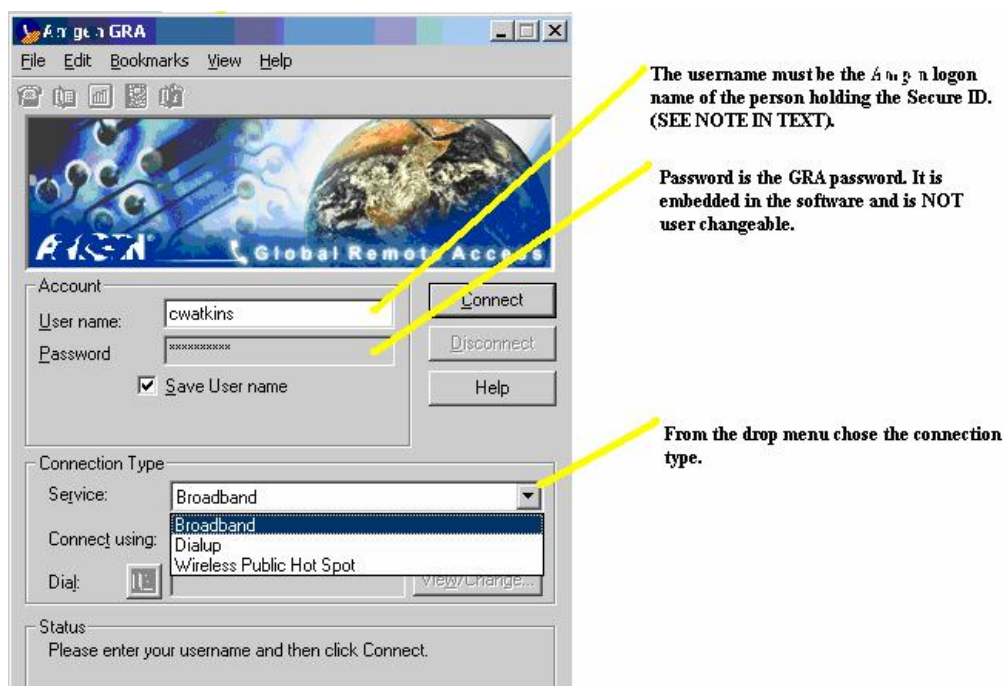 GRA
File Edit Bookmarks View Help
Global Remote Access
Account
User name: cwatkins
Password **********
Save User name
Connect
Disconnect
Help
Connection Type
Service: Broadband
Broadband
Dialup
Wireless Public Hot Spot
Connect using:
Dial: View/Change...
Status
Please enter your username and then click Connect.
The username must be the logon
name of the person holding the Secure ID.
(SEE NOTE IN TEXT).
Password is the GRA password. It is
embedded in the software and is NOT
user changeable.
From the drop menu chose the connection
type.